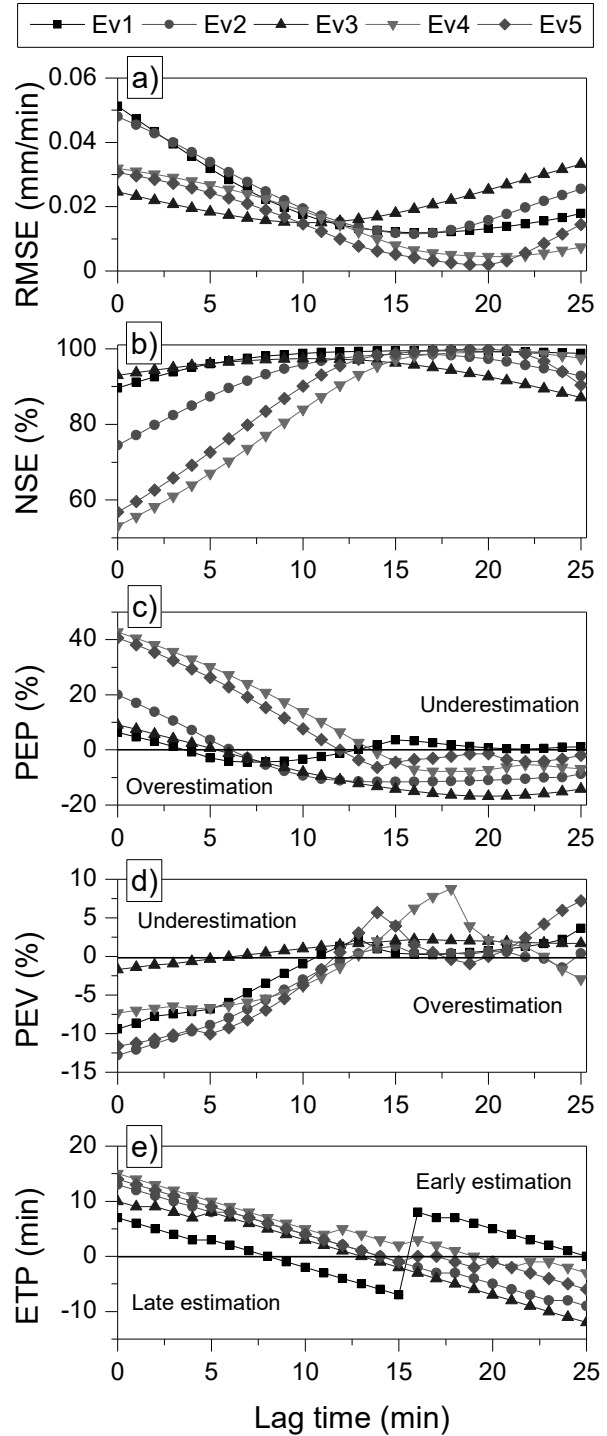 Ev1 Ev2 Ev3 Ev4 Ev5
a)
RMSE (mm/min)
0.06
0.04
0.02
0
0 5 10 15 20 25
b)
NSE (%)
100
80
60
0 5 10 15 20 25
c)
PEP (%)
40
20
0
-20
Underestimation
Overestimation
0 5 10 15 20 25
d)
PEV (%)
10
5
0
-5
-10
-15
Underestimation
Overestimation
0 5 10 15 20 25
e)
ETP (min)
20
10
0
-10
Early estimation
Late estimation
0 5 10 15 20 25
Lag time (min)